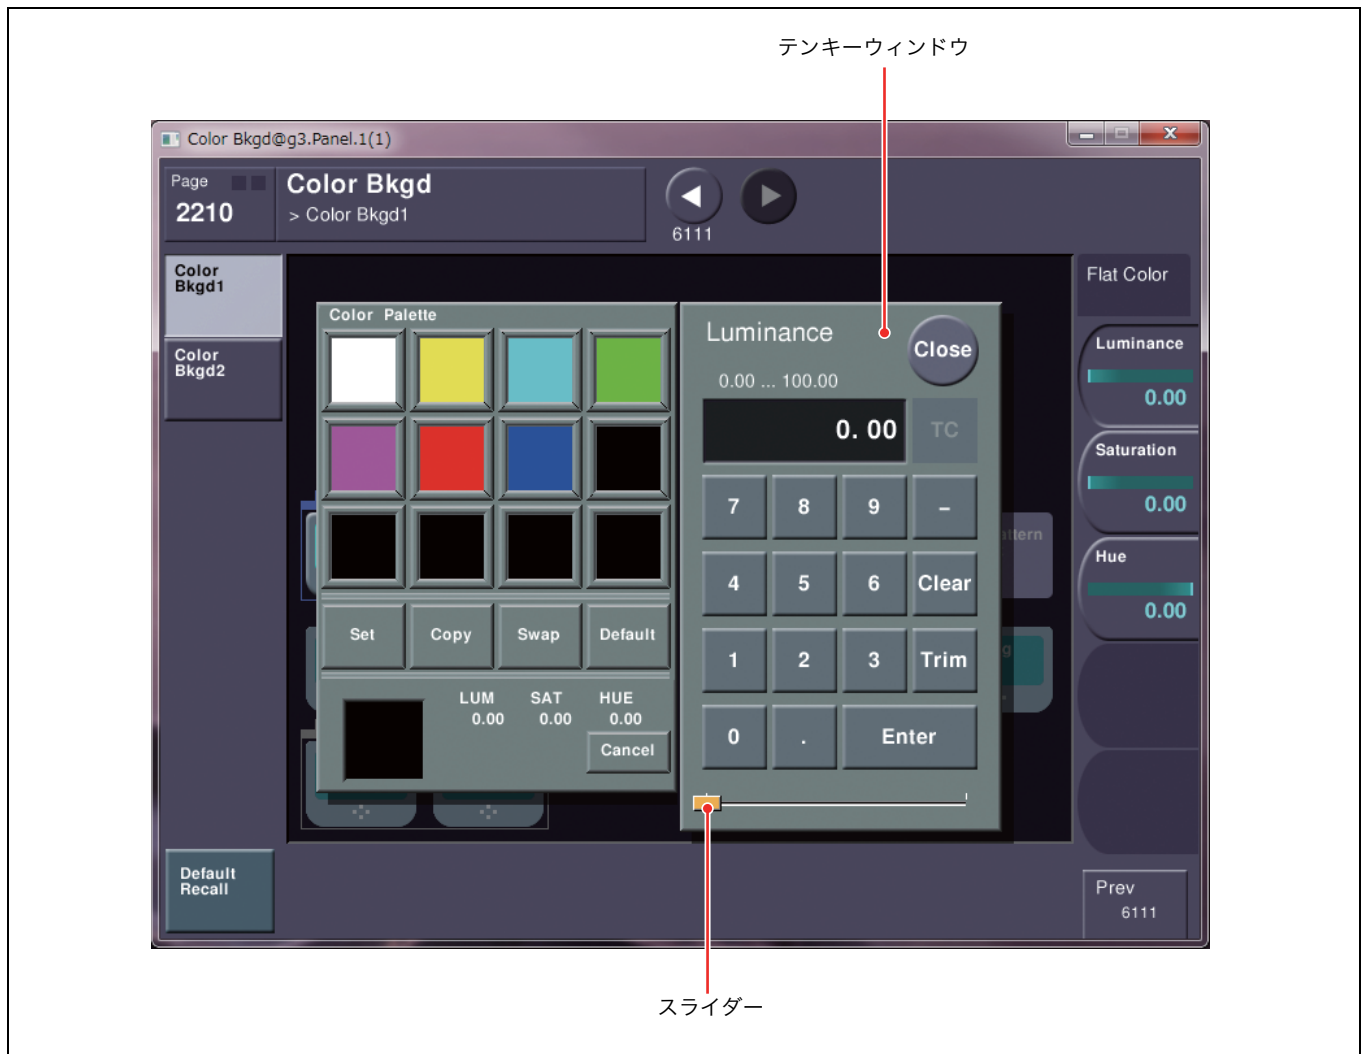 テンキーウィンドウ
Color Bkgd@g3.Panel.1(1)
Page
2210
Color Bkgd
> Color Bkgd1
6111
Color
Bkgd1
Color
Bkgd2
Default
Recall
Color Palette
Set
Copy
Swap
Default
LUM SAT HUE
0.00 0.00 0.00
Cancel
Luminance
Close
0.00 ... 100.00
0.00
TC
7 8 9 –
4 5 6 Clear
1 2 3 Trim
0 . Enter
Flat Color
Luminance
0.00
Saturation
0.00
Hue
0.00
Prev
6111
スライダー